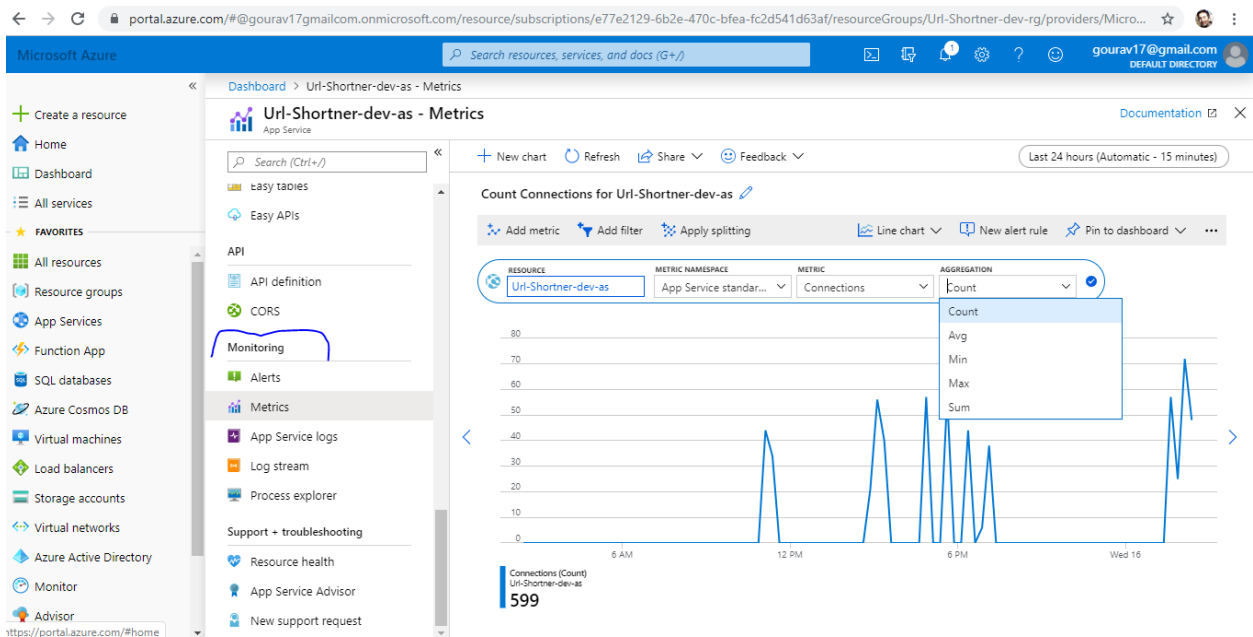 portal.azure.com/#@gourav17gmailcom.onmicrosoft.com/resource/subscriptions/e77e2129-6b2e-470c-bfea-fc2d541d63af/resourceGroups/Url-Shortner-dev-rg/providers/Micro...
Microsoft Azure
Search resources, services, and docs (G+/)
1
gourav17@gmail.com
DEFAULT DIRECTORY
Create a resource
Home
Dashboard
All services
FAVORITES
All resources
Resource groups
App Services
Function App
SQL databases
Azure Cosmos DB
Virtual machines
Load balancers
Storage accounts
Virtual networks
Azure Active Directory
Monitor
Advisor
https://portal.azure.com/#home
Dashboard > Url-Shortner-dev-as - Metrics
Url-Shortner-dev-as - Metrics
App Service
Documentation
Search (Ctrl+/)
Easy tables
Easy APIs
API
API definition
CORS
Monitoring
Alerts
Metrics
App Service logs
Log stream
Process explorer
Support + troubleshooting
Resource health
App Service Advisor
New support request
New chart
Refresh
Share
Feedback
Last 24 hours (Automatic - 15 minutes)
Count Connections for Url-Shortner-dev-as
Add metric
Add filter
Apply splitting
Line chart
New alert rule
Pin to dashboard
RESOURCE
Url-Shortner-dev-as
METRIC NAMESPACE
App Service standar...
METRIC
Connections
AGGREGATION
Count
Count
Avg
Min
Max
Sum
80
70
60
50
40
30
20
10
0
6 AM
12 PM
6 PM
Wed 16
Connections (Count)
Url-Shortner-dev-as
599